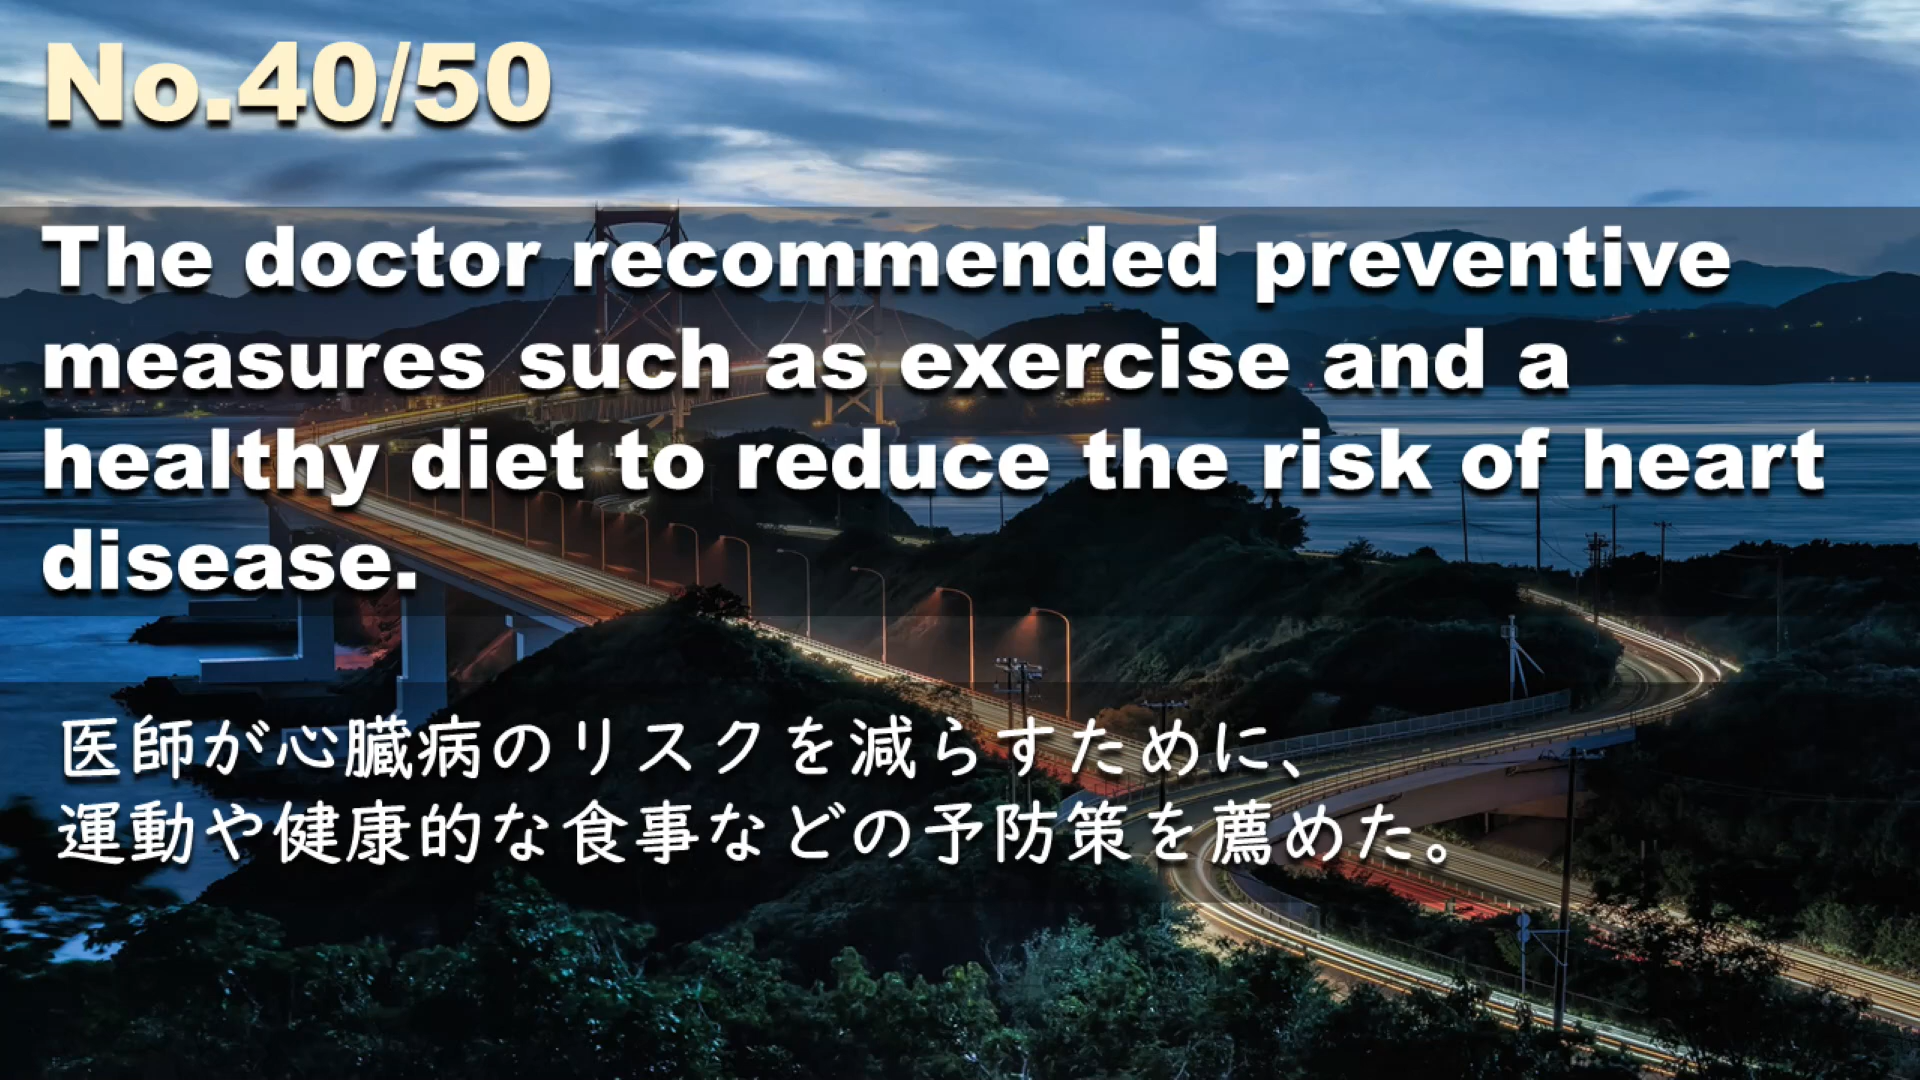 No.40/50
The doctor recommended preventive
measures such as exercise and a
healthy diet to reduce the risk of heart
disease.
医師が心臓病のリスクを減らすために、
運動や健康的な食事などの予防策を薦めた。